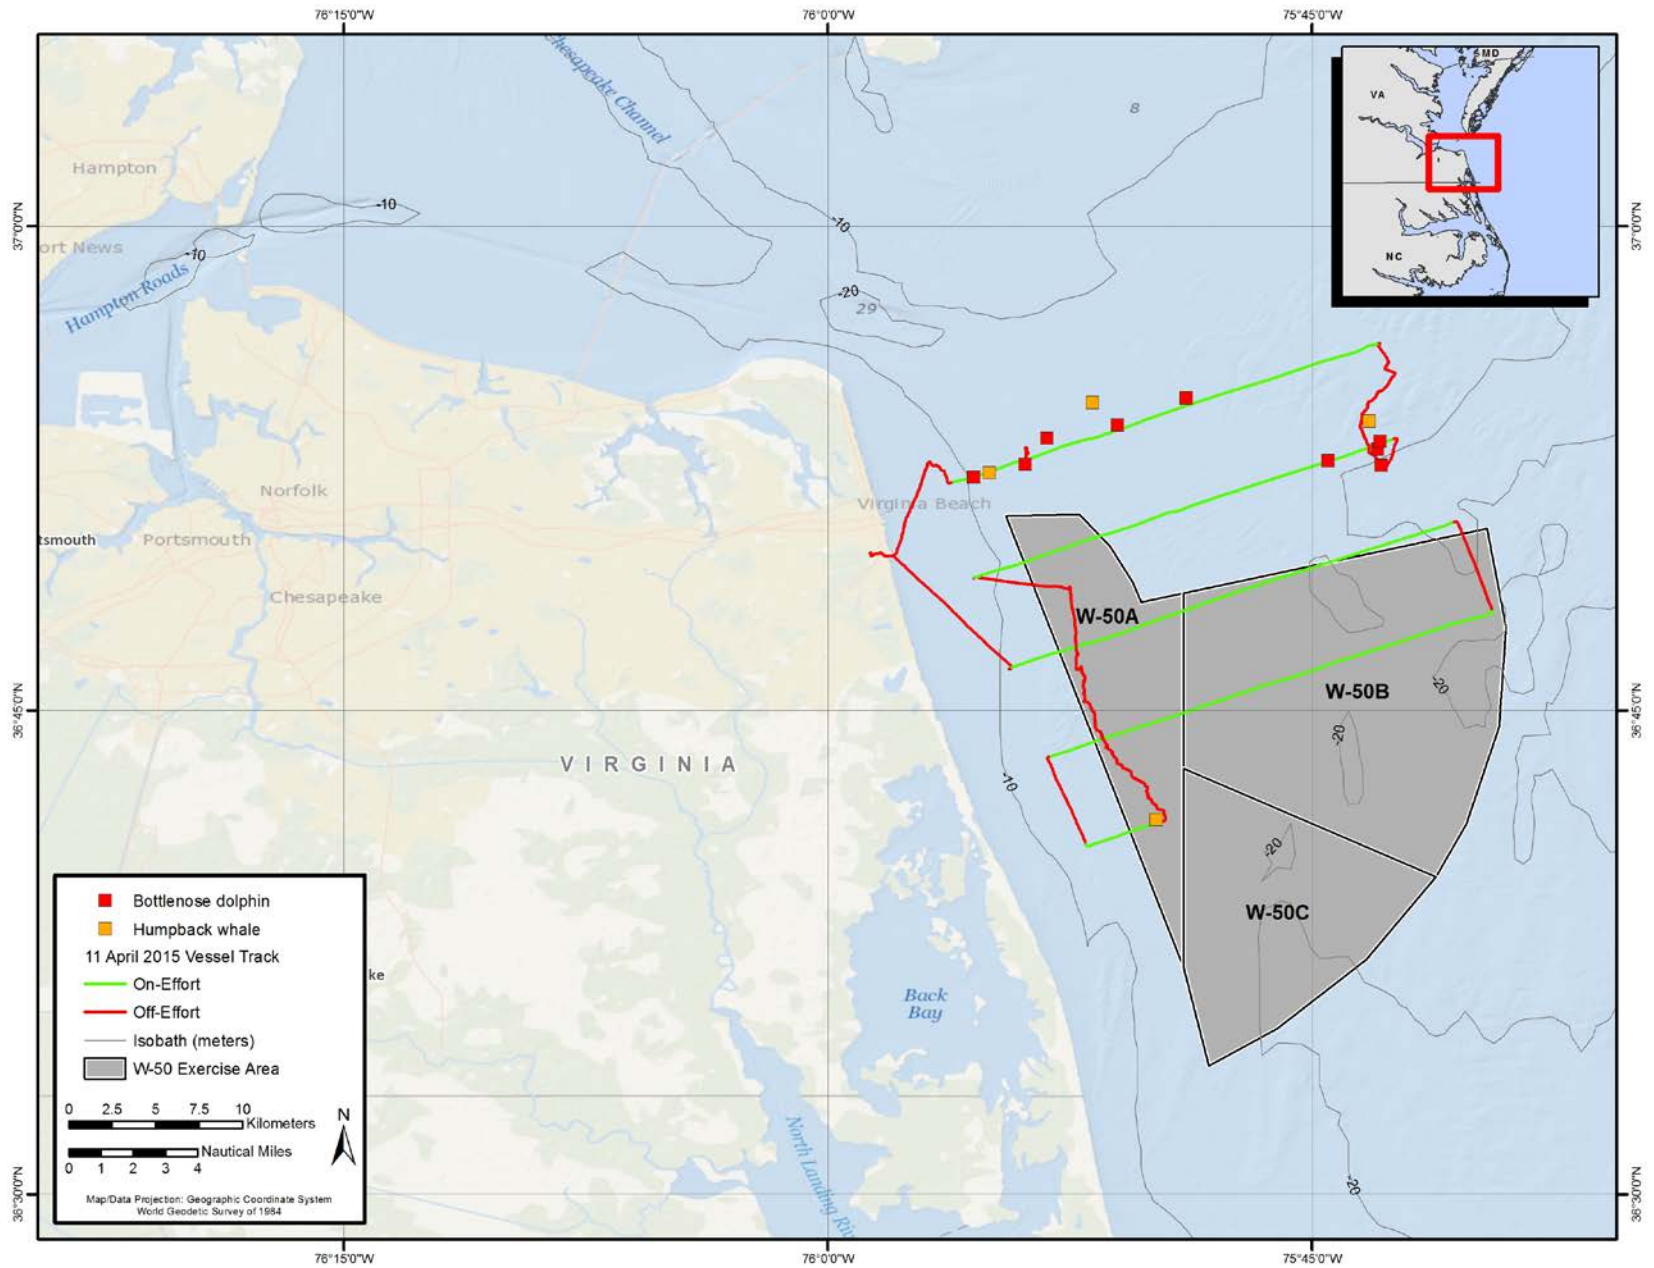 76°15'0"W 76°0'0"W 75°45'0"W
Chesapeake Channel
8
MD
VA
NC
Hampton
-10
37°0'0"N
37°0'0"N
-10
ort News
-10
Hampton Roads
-20
29
Norfolk
Virginia Beach
tsmouth
Portsmouth
Chesapeake
W-50A
W-50B
-20
36°45'0"N
36°45'0"N
-20
VIRGINIA
-10
-20
W-50C
ke
Back
Bay
North Landing Riv
-20
36°30'0"N
36°30'0"N
Bottlenose dolphin
Humpback whale
11 April 2015 Vessel Track
On-Effort
Off-Effort
Isobath (meters)
W-50 Exercise Area
0 2.5 5 7.5 10
Kilometers
N
Nautical Miles
0 1 2 3 4
Map/Data Projection: Geographic Coordinate System
World Geodetic Survey of 1984
76°15'0"W 76°0'0"W 75°45'0"W